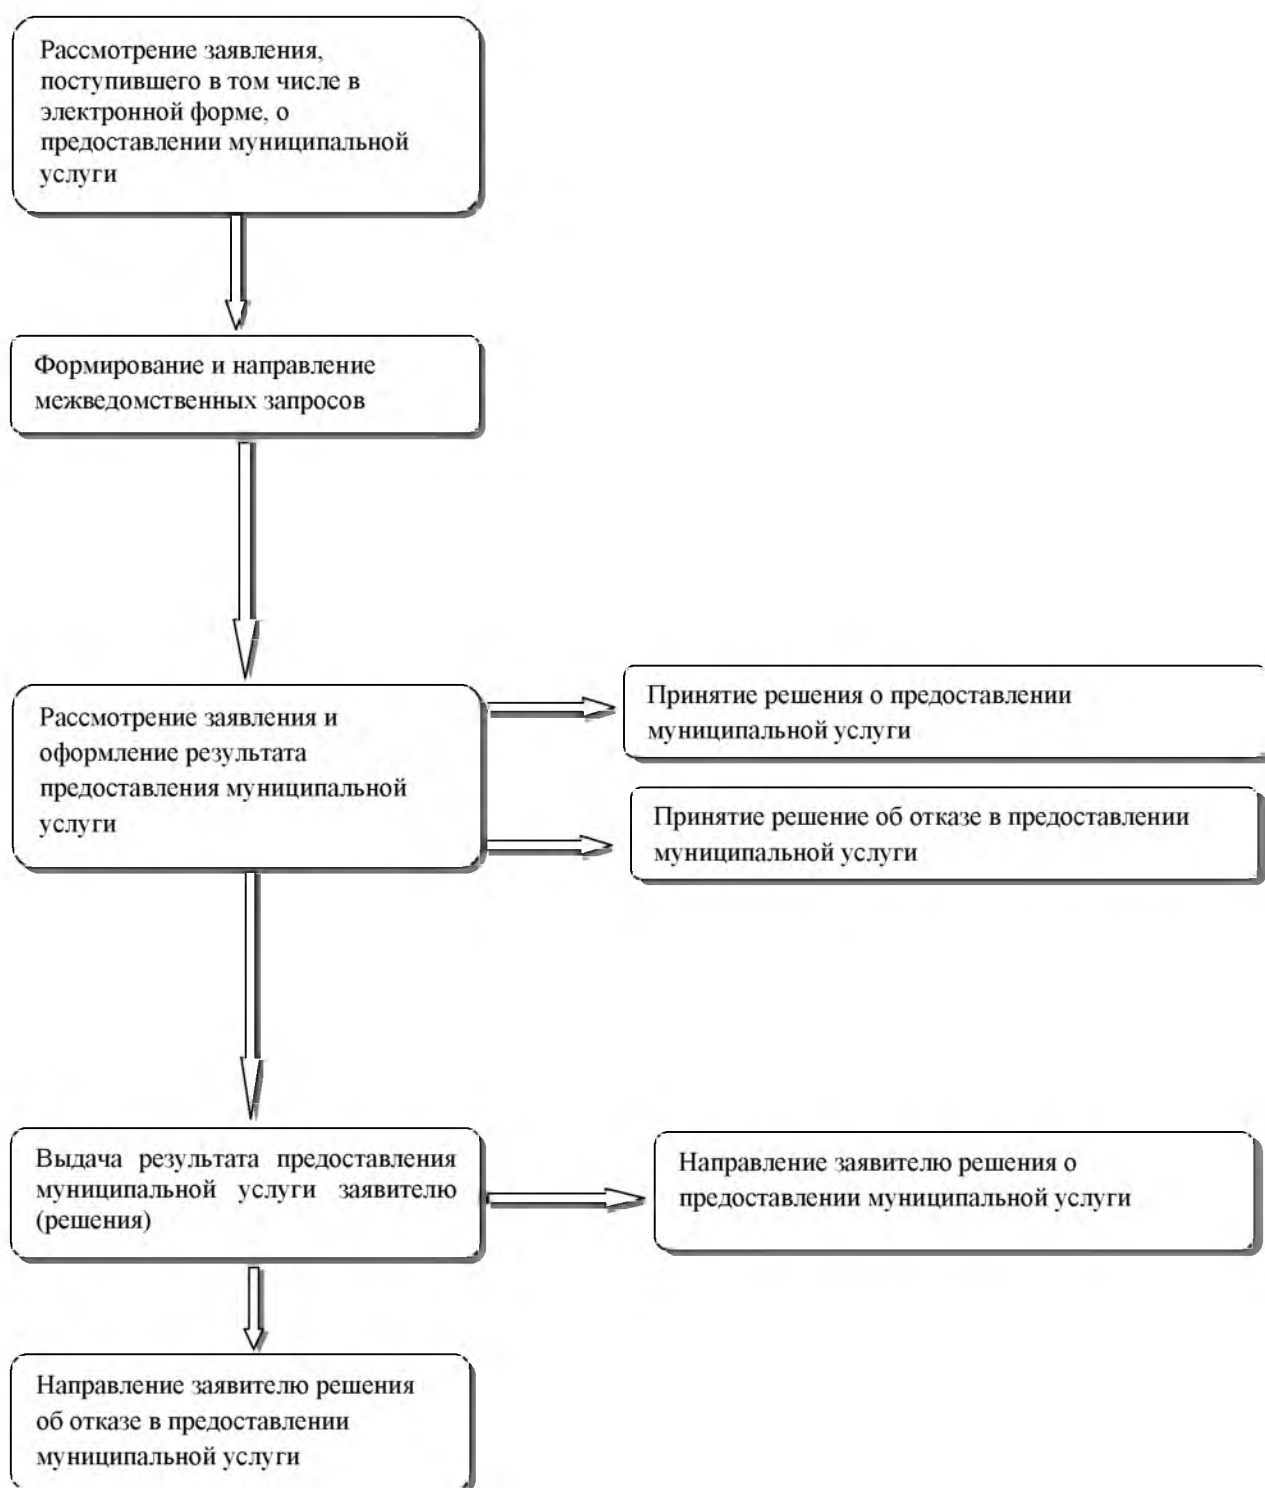 Рассмотрение заявления,
поступившего в том числе в
электронной форме, о
предоставлении муниципальной
услуги
Формирование и направление
межведомственных запросов
Рассмотрение заявления и
оформление результата
предоставления муниципальной
услуги
Принятие решения о предоставлении
муниципальной услуги
Принятие решение об отказе в предоставлении
муниципальной услуги
Выдача результата предоставления
муниципальной услуги заявителю
(решения)
Направление заявителю решения о
предоставлении муниципальной услуги
Направление заявителю решения
об отказе в предоставлении
муниципальной услуги